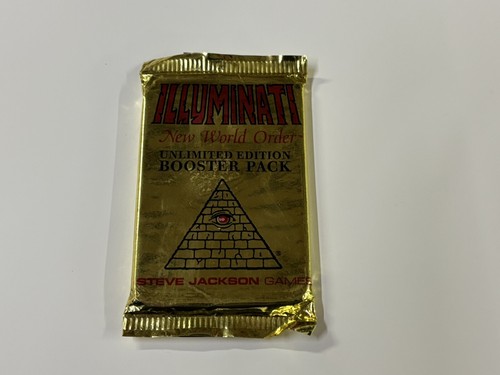 ILLUMINATI
New World Order
UNLIMITED EDITION
BOOSTER PACK
®
STEVE JACKSON GAMES